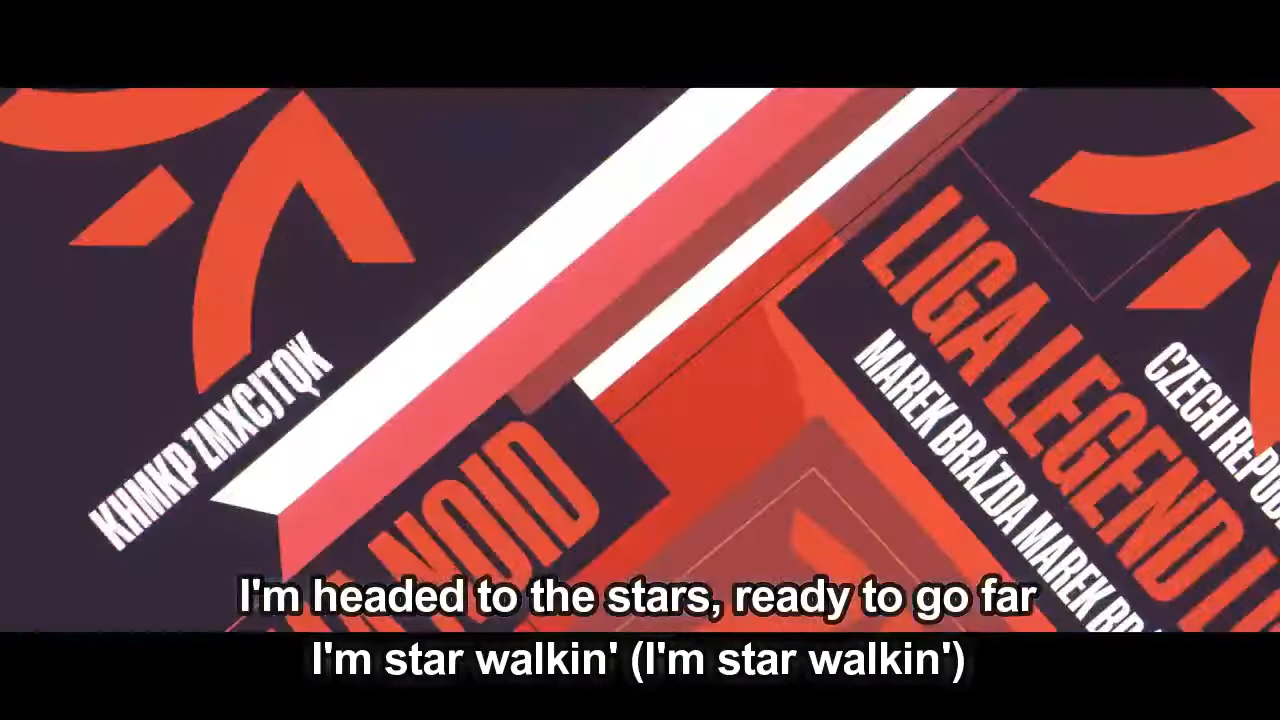 KHMKP ZMXCJTQK
NOID
LIGA LEGEND
MAREK BRÁZDA MAREK
CZECH
I'm headed to the stars, ready to go far
I'm star walkin' (I'm star walkin')